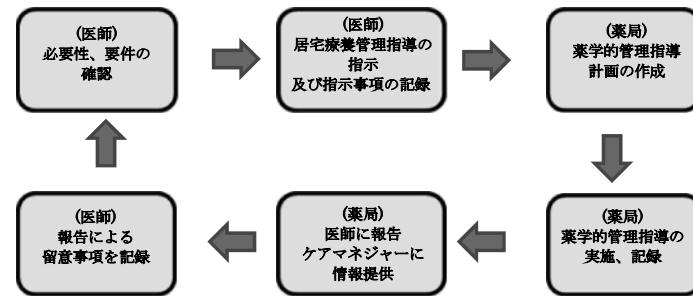 (医師)
必要性、要件の
確認
(医師)
居宅療養管理指導の
指示
及び指示事項の記録
(薬局)
薬学的管理指導
計画の作成
(薬局)
薬学的管理指導の
実施、記録
(薬局)
医師に報告
ケアマネジャーに
情報提供
(医師)
報告による
留意事項を記録